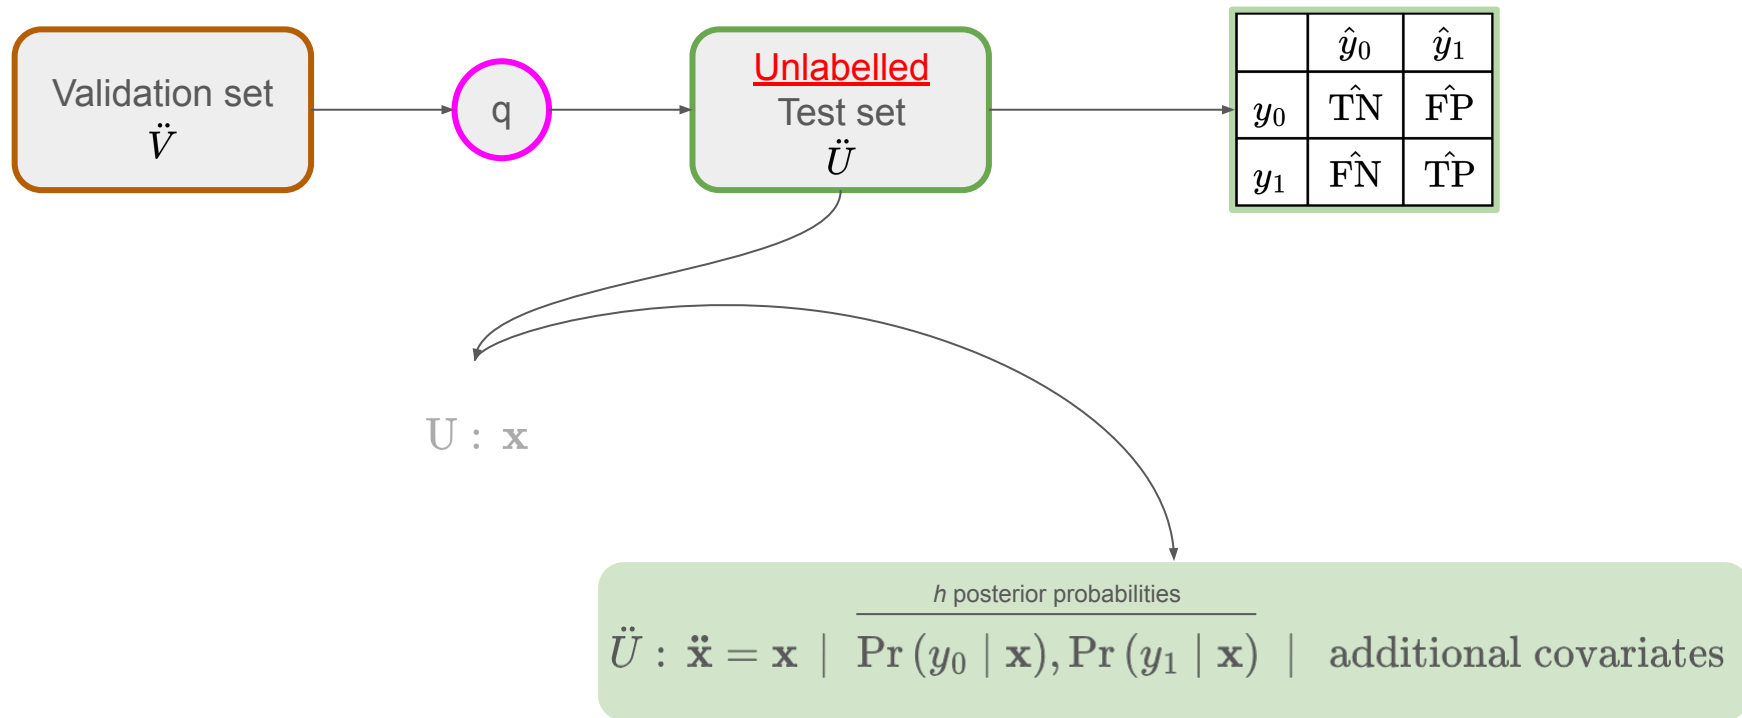 Validation set
V̈
q
Unlabelled
Test set
Ü
ŷ₀ ŷ₁
y₀ TN̂ FP̂
y₁ FN̂ TP̂
U : x
h posterior probabilities
Ü : ẍ = x | Pr (y₀ | x), Pr (y₁ | x) | additional covariates